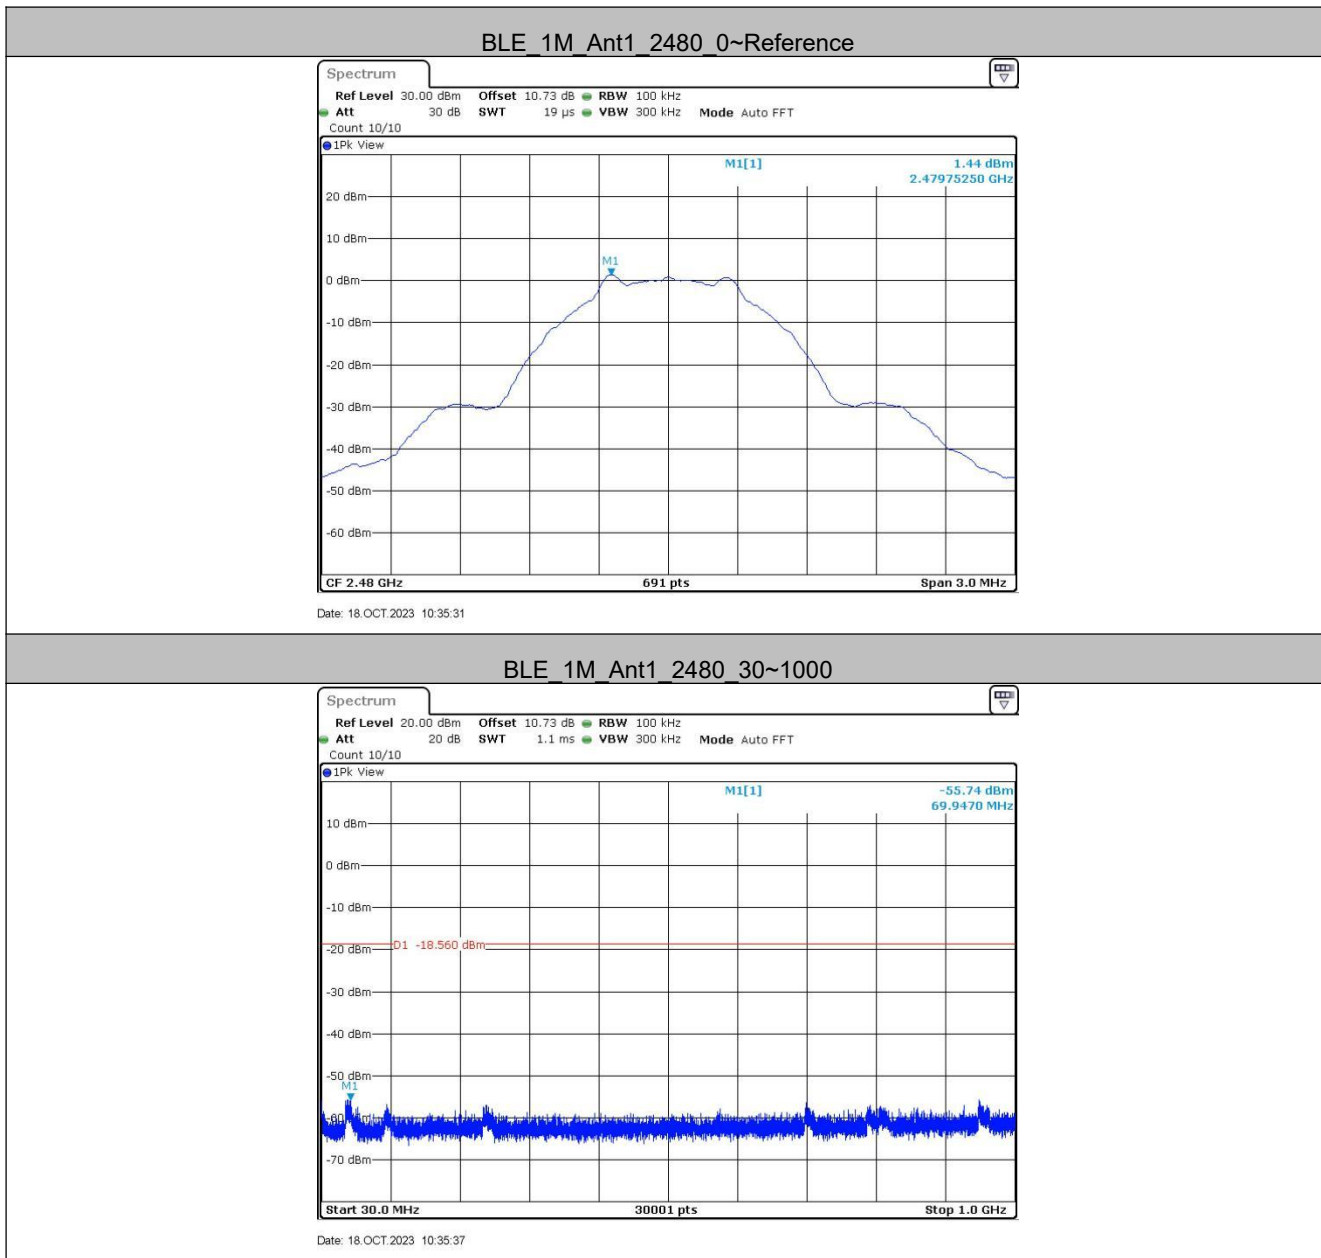 BLE_1M_Ant1_2480_0~Reference
Spectrum
Ref Level 30.00 dBm Offset 10.73 dB RBW 100 kHz
Att 30 dB SWT 19 µs VBW 300 kHz Mode Auto FFT
Count 10/10
1Pk View
M1[1] 1.44 dBm
2.47975250 GHz
20 dBm
10 dBm
M1
0 dBm
-10 dBm
-20 dBm
-30 dBm
-40 dBm
-50 dBm
-60 dBm
CF 2.48 GHz 691 pts Span 3.0 MHz
Date: 18.OCT.2023 10:35:31
BLE_1M_Ant1_2480_30~1000
Spectrum
Ref Level 20.00 dBm Offset 10.73 dB RBW 100 kHz
Att 20 dB SWT 1.1 ms VBW 300 kHz Mode Auto FFT
Count 10/10
1Pk View
M1[1] -55.74 dBm
69.9470 MHz
10 dBm
0 dBm
-10 dBm
D1 -18.560 dBm
-20 dBm
-30 dBm
-40 dBm
-50 dBm
M1
-60 dBm
-70 dBm
Start 30.0 MHz 30001 pts Stop 1.0 GHz
Date: 18.OCT.2023 10:35:37